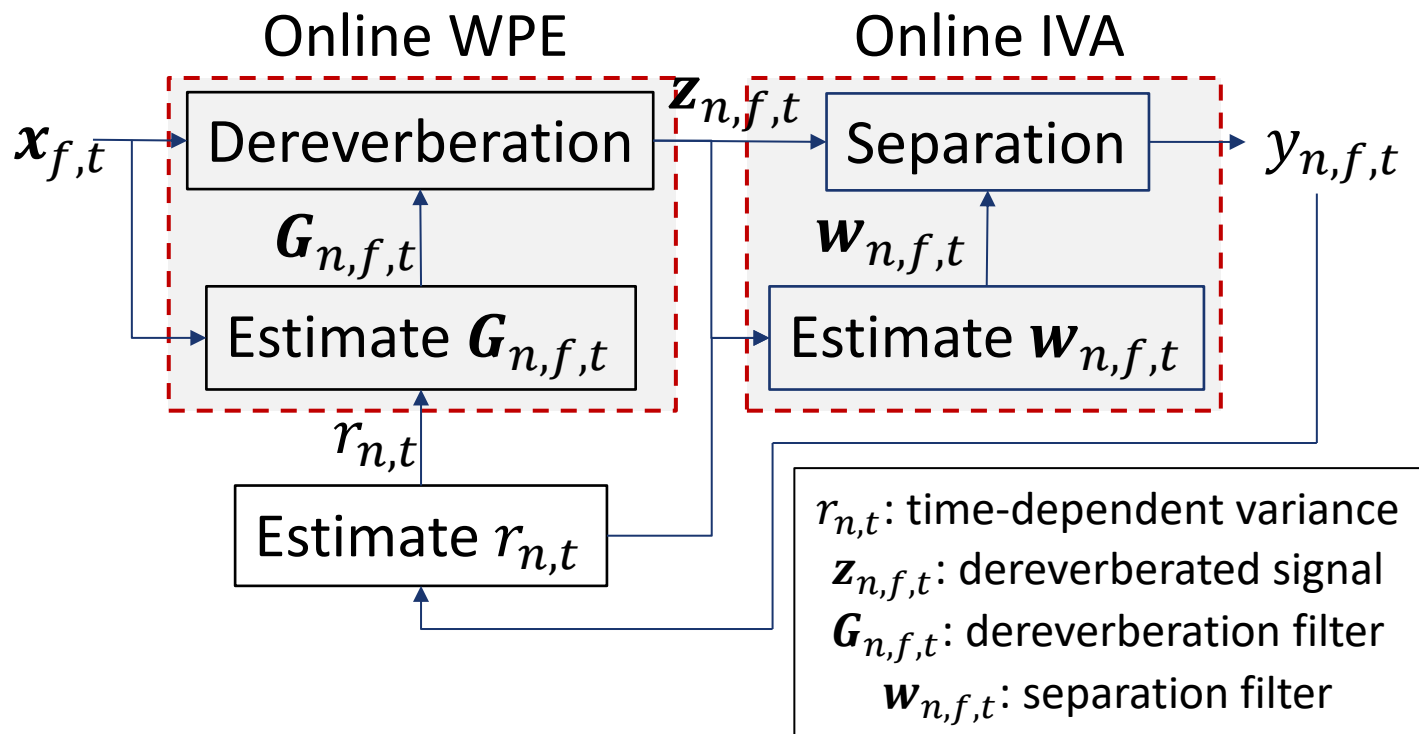 Online WPE
Online IVA
x_{f,t}
Dereverberation
z_{n,f,t}
Separation
y_{n,f,t}
G_{n,f,t}
w_{n,f,t}
Estimate G_{n,f,t}
Estimate w_{n,f,t}
r_{n,t}
Estimate r_{n,t}
r_{n,t}: time-dependent variance
z_{n,f,t}: dereverberated signal
G_{n,f,t}: dereverberation filter
w_{n,f,t}: separation filter